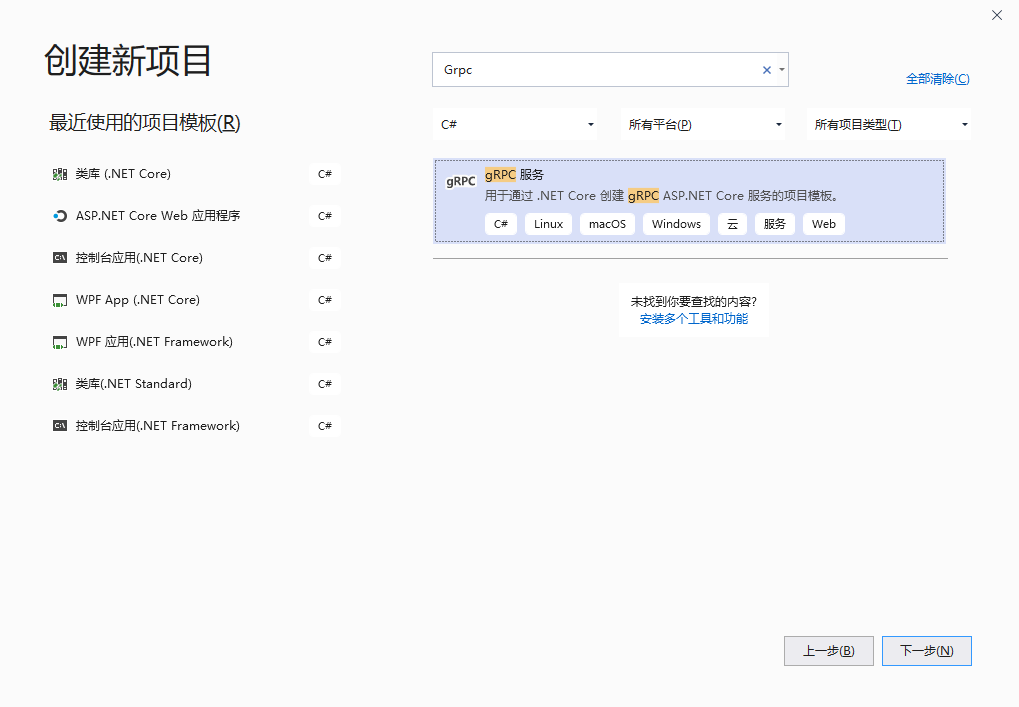 创建新项目
最近使用的项目模板(R)
类库 (.NET Core) C#
ASP.NET Core Web 应用程序 C#
控制台应用(.NET Core) C#
WPF App (.NET Core) C#
WPF 应用(.NET Framework) C#
类库(.NET Standard) C#
控制台应用(.NET Framework) C#
Grpc
全部清除(C)
C# 所有平台(P) 所有项目类型(T)
gRPC
gRPC 服务
用于通过 .NET Core 创建 gRPC ASP.NET Core 服务的项目模板。
C# Linux macOS Windows 云 服务 Web
未找到你要查找的内容?
安装多个工具和功能
上一步(B) 下一步(N)